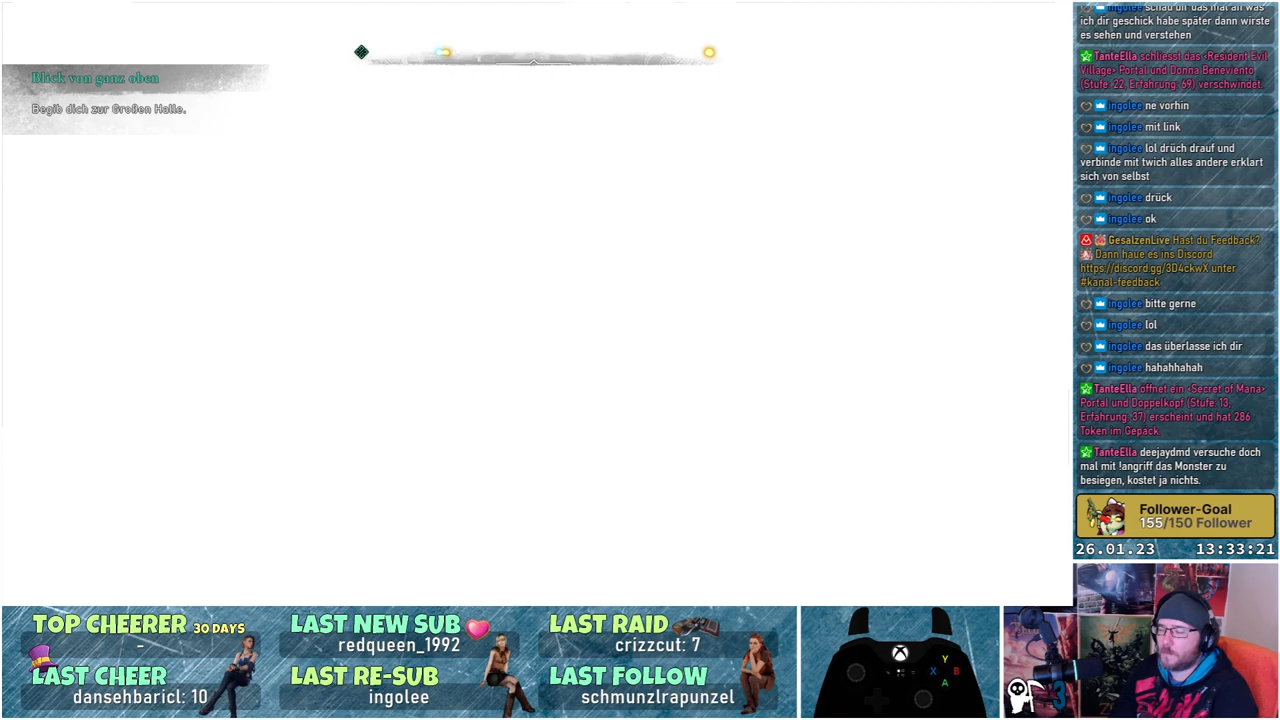 Blick von ganz oben
Begib dich zur Großen Halle.
ingolee schau dir das mal an was
ich dir geschick habe später dann wirste
es sehen und verstehen
TanteElla schliesst das <Resident Evil
Village> Portal und Donna Beneviento
(Stufe: 22, Erfahrung: 69) verschwindet.
ingolee ne vorhin
ingolee mit link
ingolee lol drüch drauf und
verbinde mit twich alles andere erklart
sich von selbst
ingolee drück
ingolee ok
GesalzenLive Hast du Feedback?
Dann haue es ins Discord
https://discord.gg/3D4ckwX unter
#kanal-feedback
ingolee bitte gerne
ingolee lol
ingolee das überlasse ich dir
ingolee hahahhahah
TanteElla öffnet ein <Secret of Mana>
Portal und Doppelkopf (Stufe: 13,
Erfahrung: 37) erscheint und hat 286
Token im Gepäck.
TanteElla deejaydmd versuche doch
mal mit !angriff das Monster zu
besiegen, kostet ja nichts.
Follower-Goal
155/150 Follower
26.01.23 13:33:21
TOP CHEERER 30 DAYS
-
LAST NEW SUB
redqueen_1992
LAST RAID
crizzcut: 7
LAST CHEER
dansehbaricl: 10
LAST RE-SUB
ingolee
LAST FOLLOW
schmunzlrapunzel
Y
X B
A
3